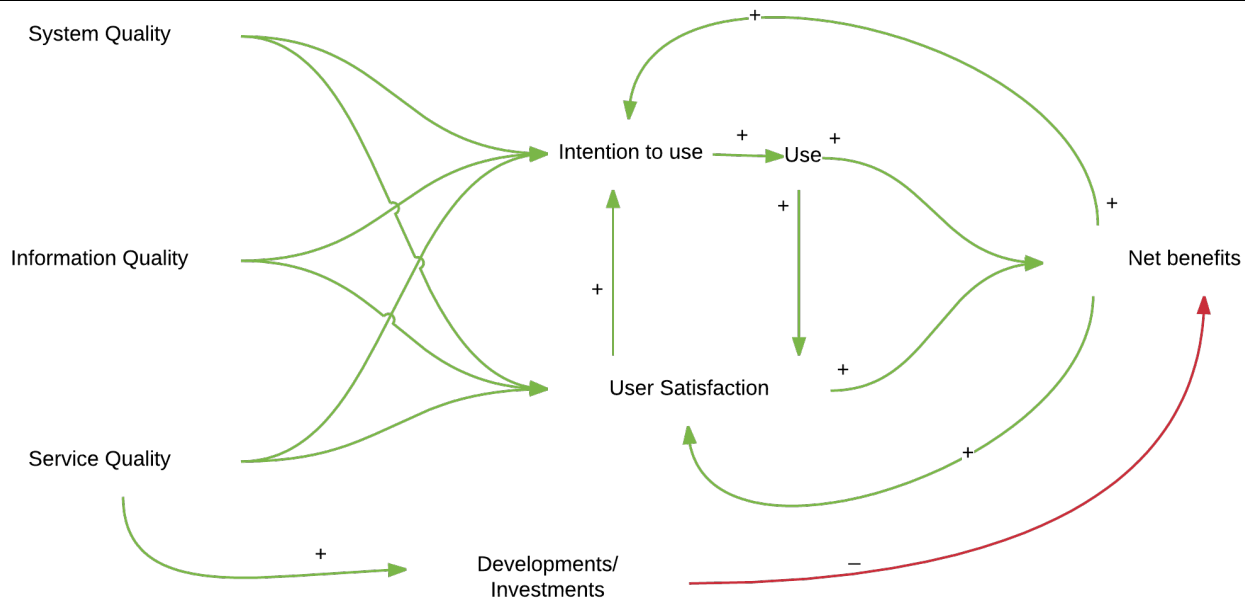 System Quality
+
Intention to use
+
Use
+
+
+
Information Quality
Net benefits
+
User Satisfaction
+
+
Service Quality
+
Developments/
Investments
–